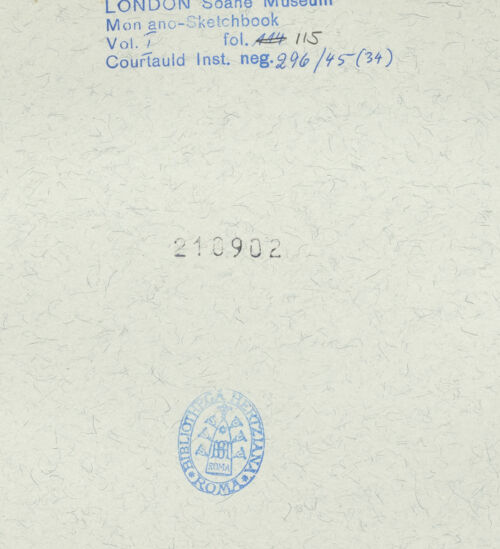 LONDON Soane Museum
Mon ano-Sketchbook
Vol. I fol. 114 115
Courtauld Inst. neg. 296/45 (34)
210902
BIBLIOTHECA HERTZIANA
ROMA
ROMA